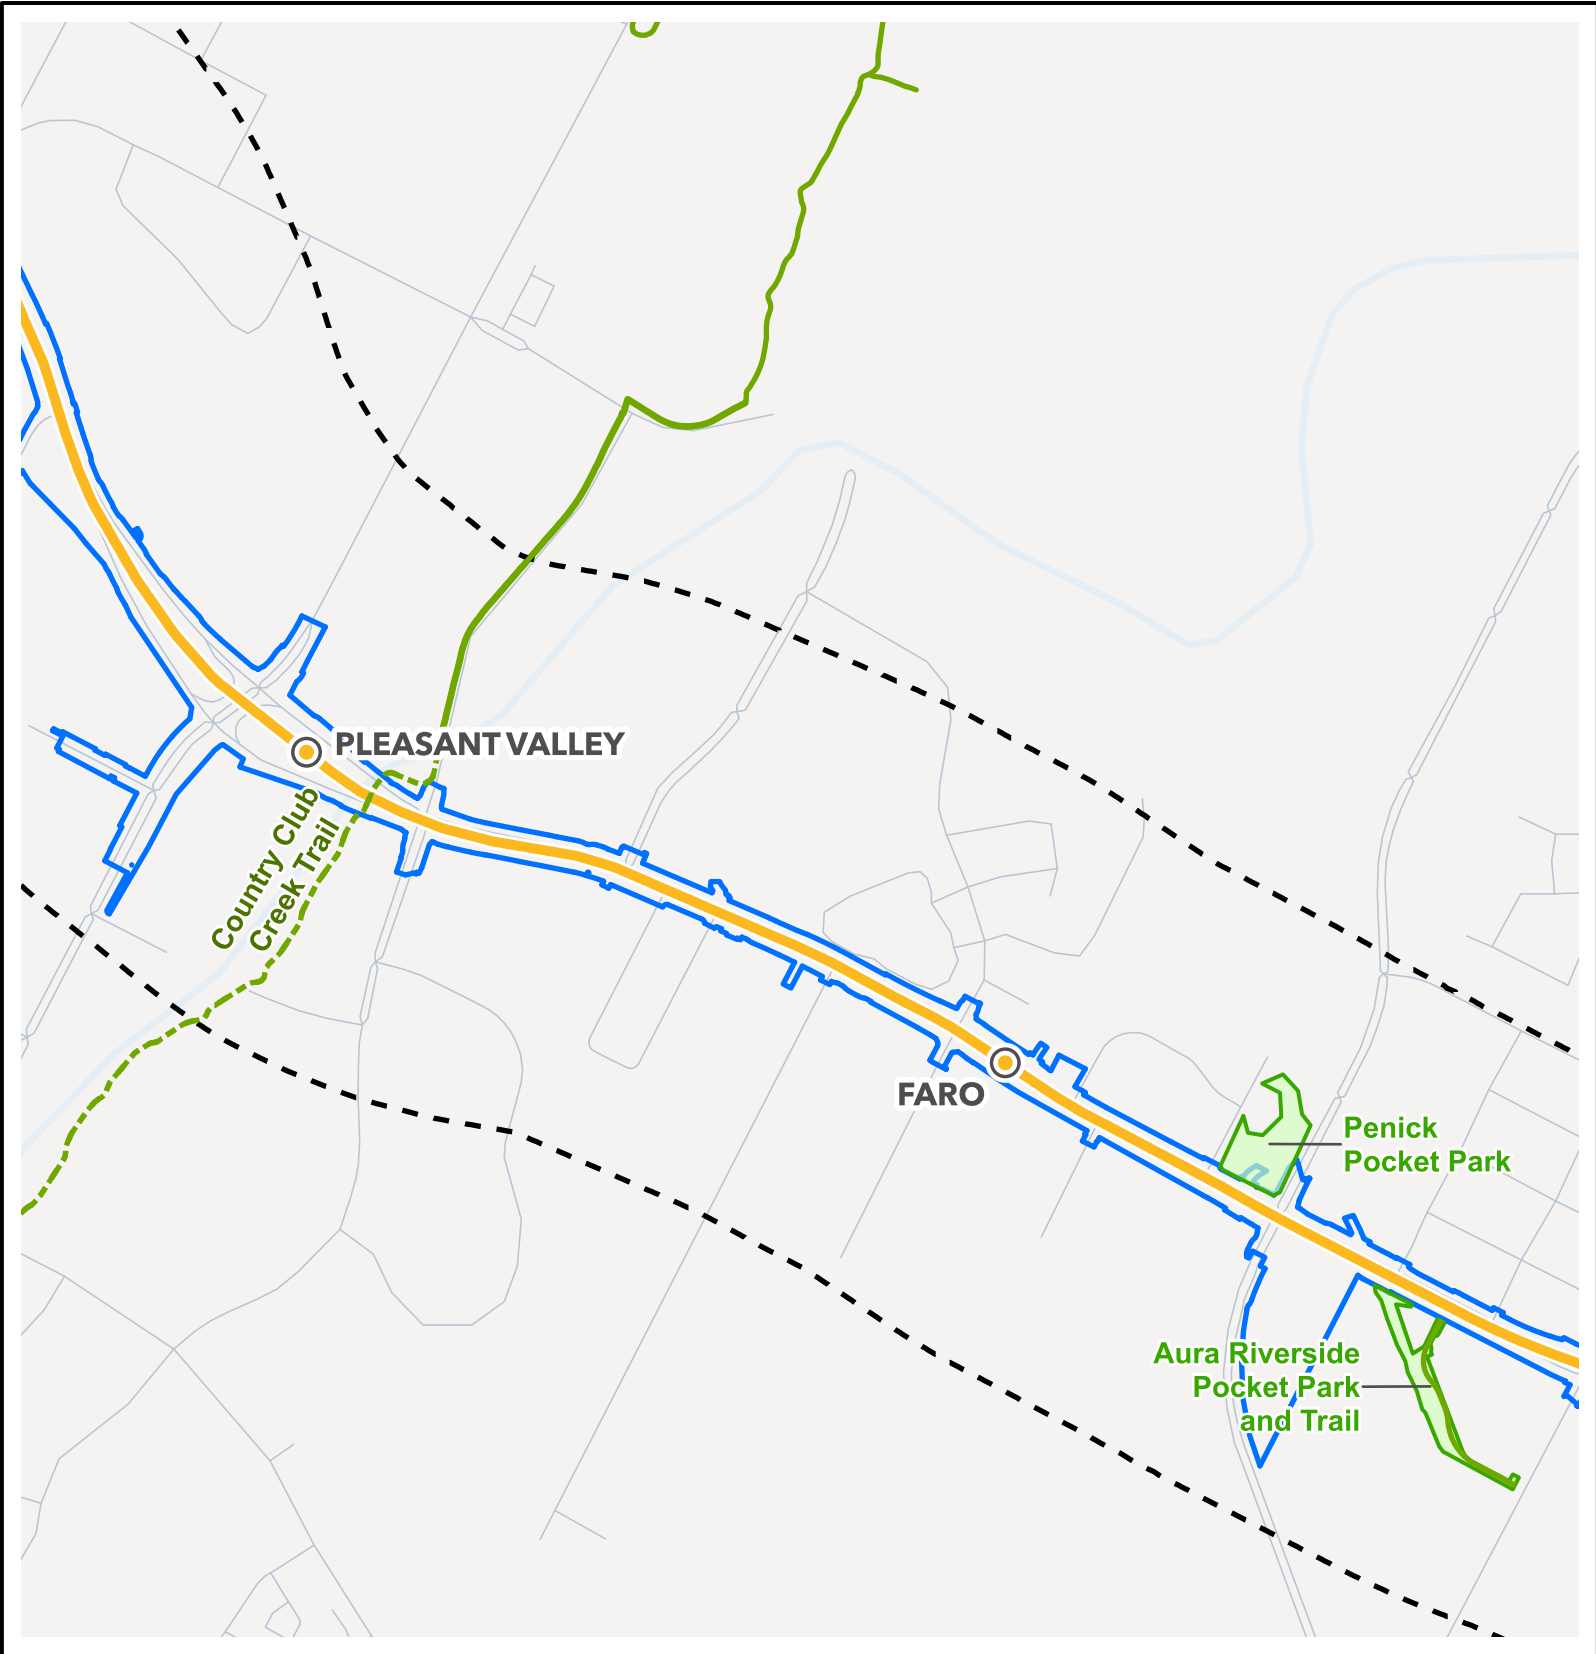 PLEASANT VALLEY
Country Club
Creek Trail
FARO
Penick
Pocket Park
Aura Riverside
Pocket Park
and Trail